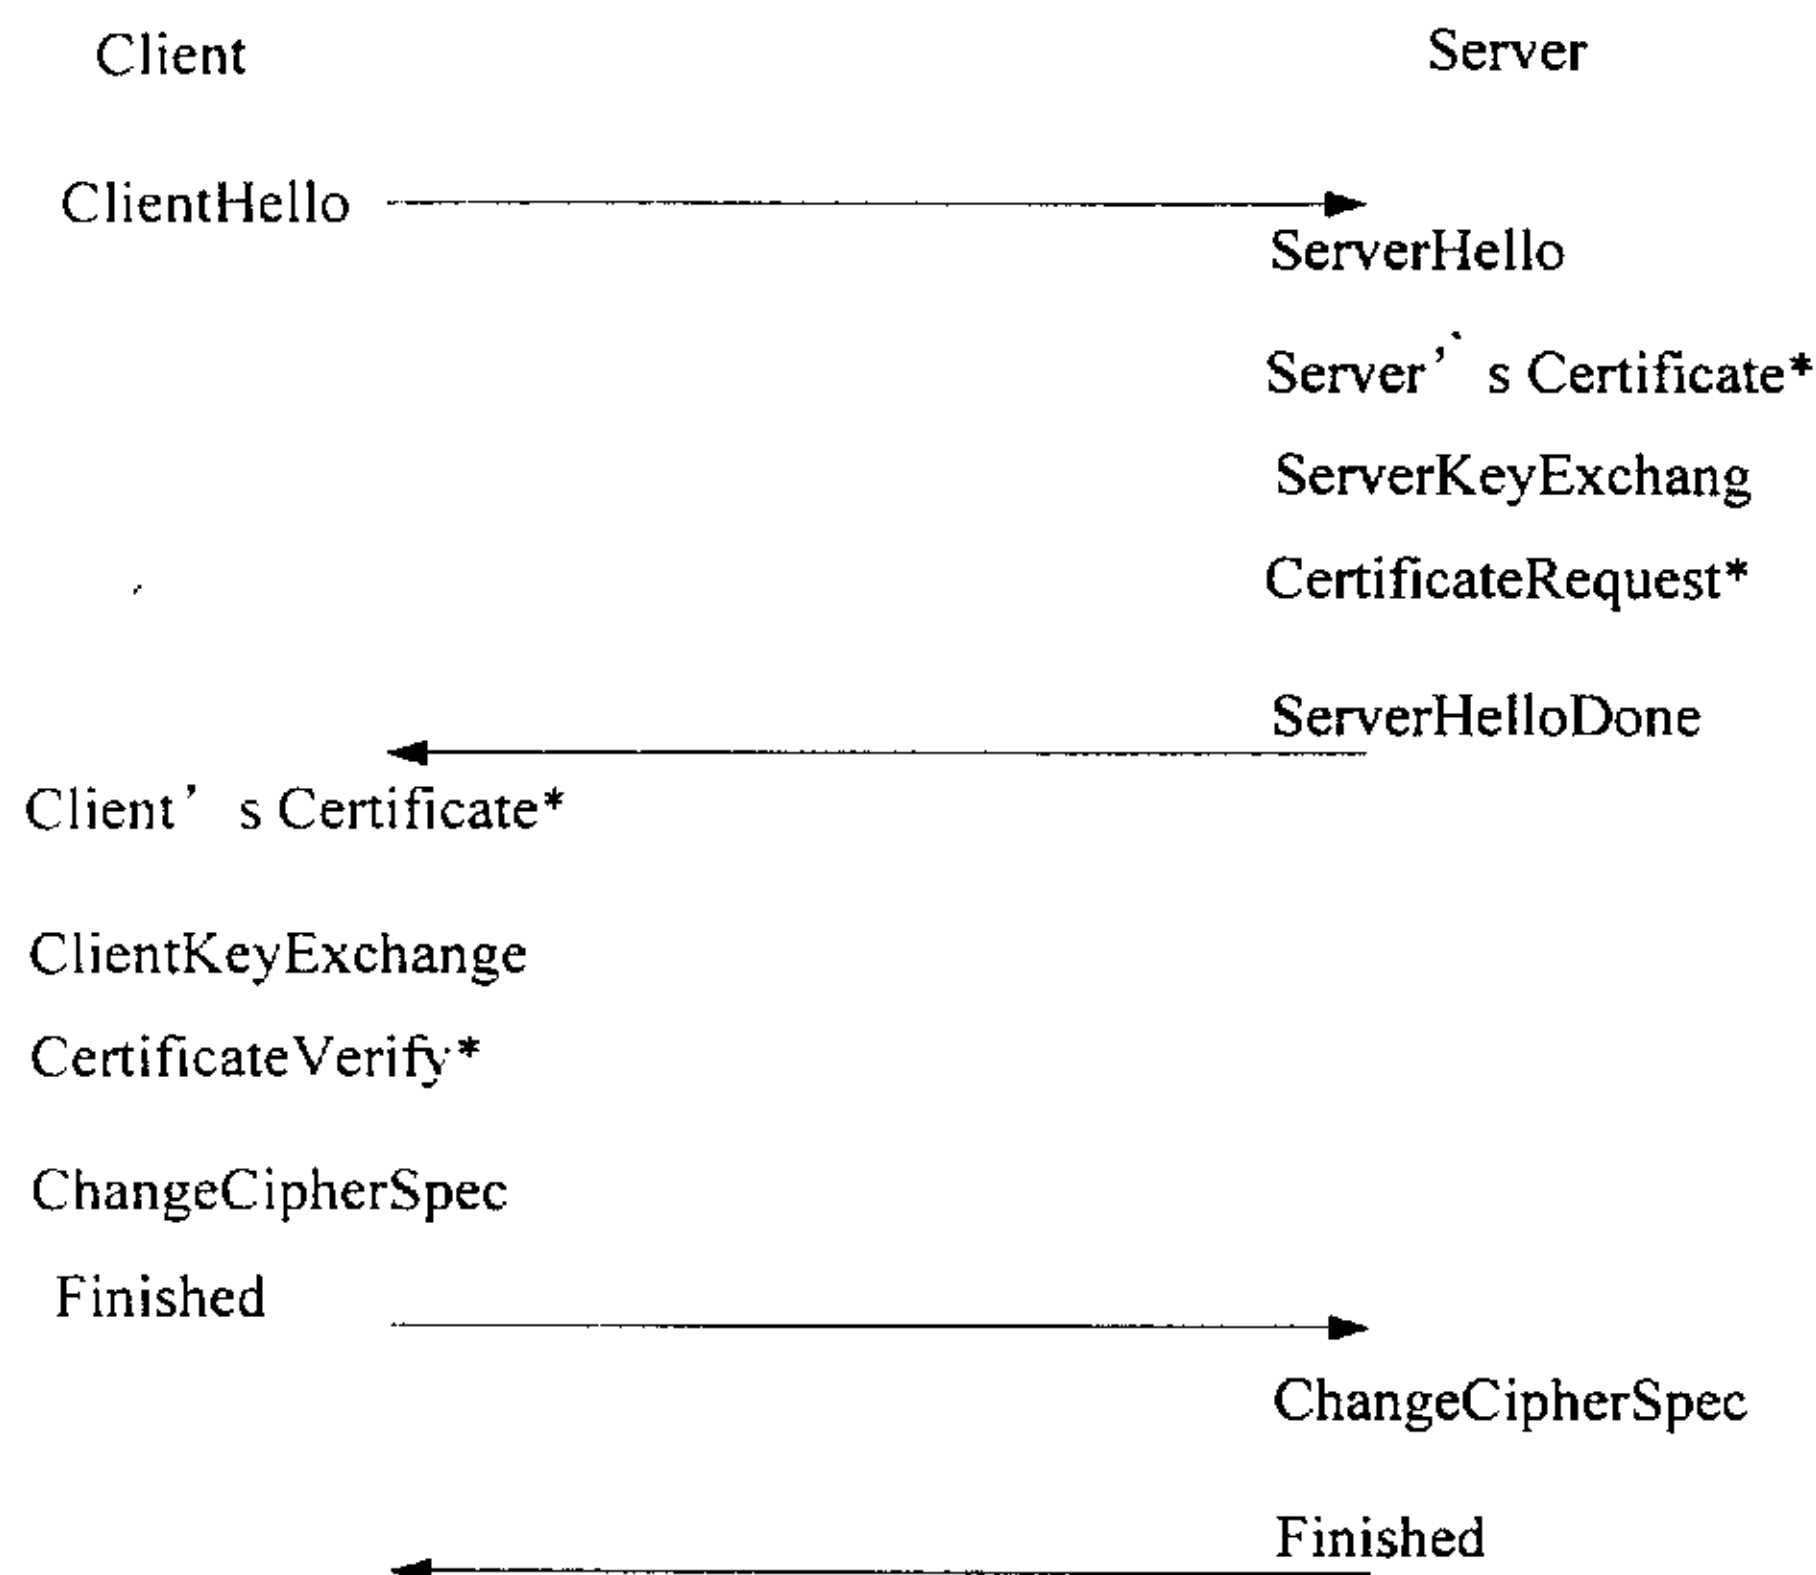 Client
Server
ClientHello
ServerHello
Server’ s Certificate*
ServerKeyExchang
CertificateRequest*
ServerHelloDone
Client’ s Certificate*
ClientKeyExchange
CertificateVerify*
ChangeCipherSpec
Finished
ChangeCipherSpec
Finished